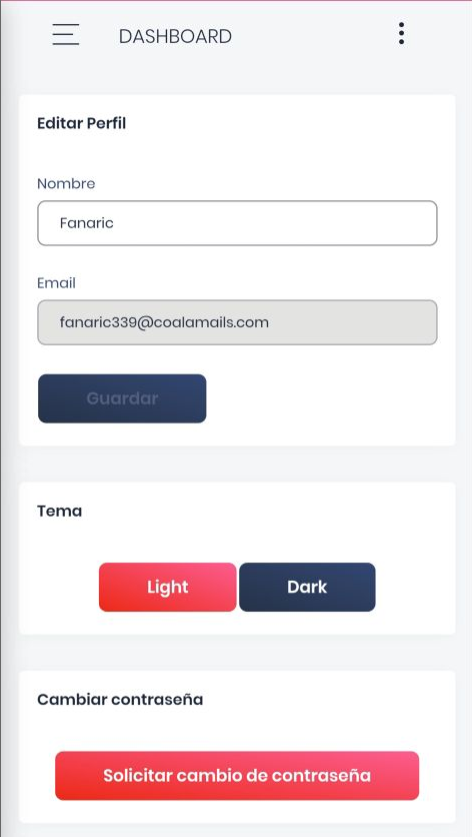 DASHBOARD
Editar Perfil
Nombre
Fanaric
Email
fanaric339@coalamails.com
Guardar
Tema
Light Dark
Cambiar contraseña
Solicitar cambio de contraseña